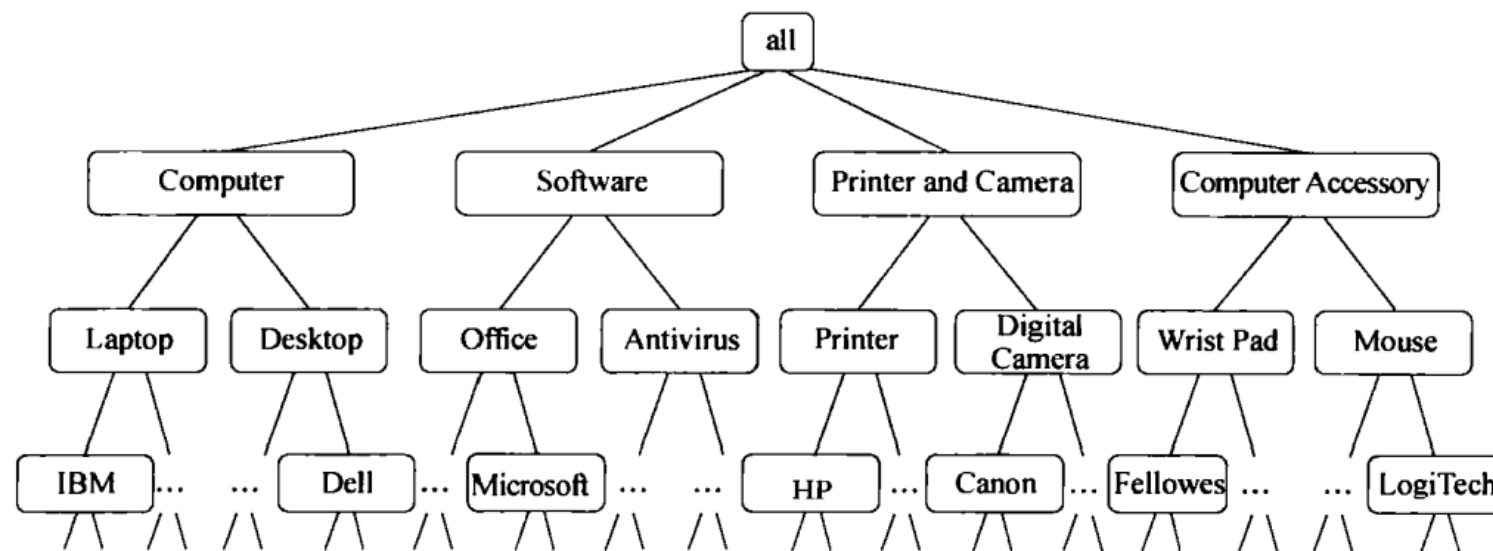 all
Computer
Software
Printer and Camera
Computer Accessory
Laptop
Desktop
Office
Antivirus
Printer
Digital
Camera
Wrist Pad
Mouse
IBM
...
...
Dell
...
Microsoft
...
...
HP
...
Canon
...
Fellowes
...
...
LogiTech